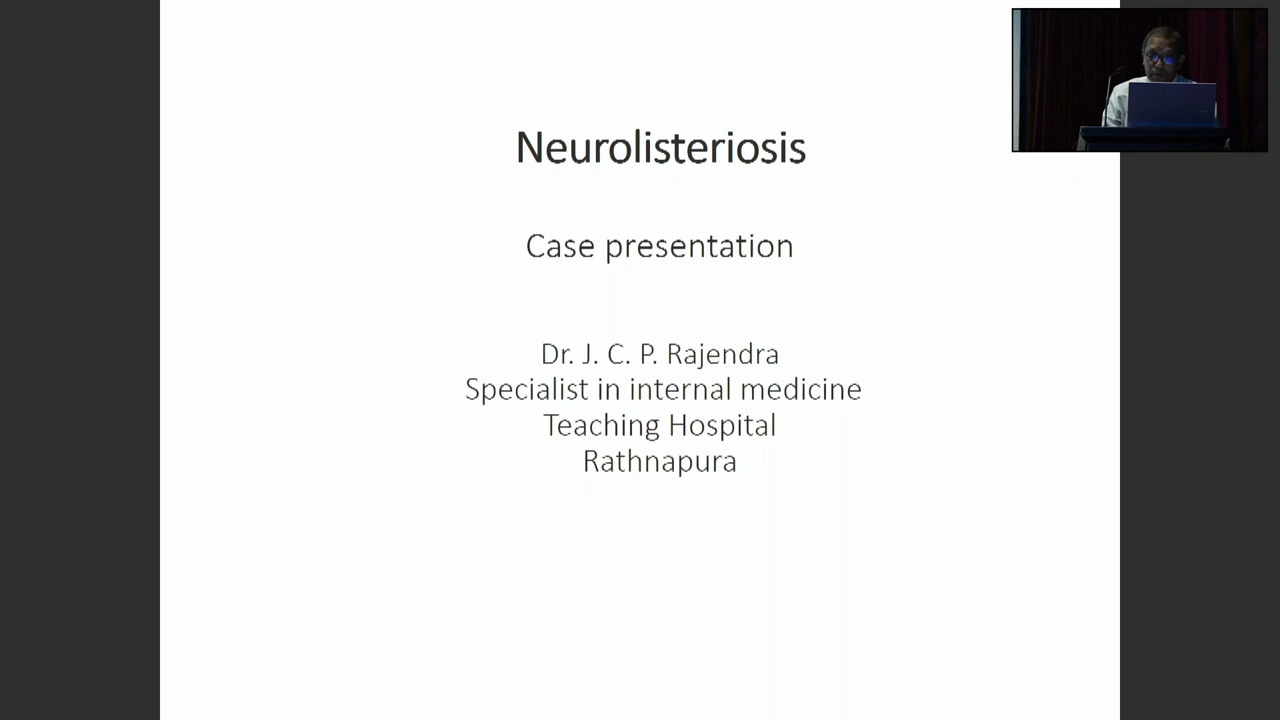 Neurolisteriosis
Case presentation
Dr. J. C. P. Rajendra
Specialist in internal medicine
Teaching Hospital
Rathnapura